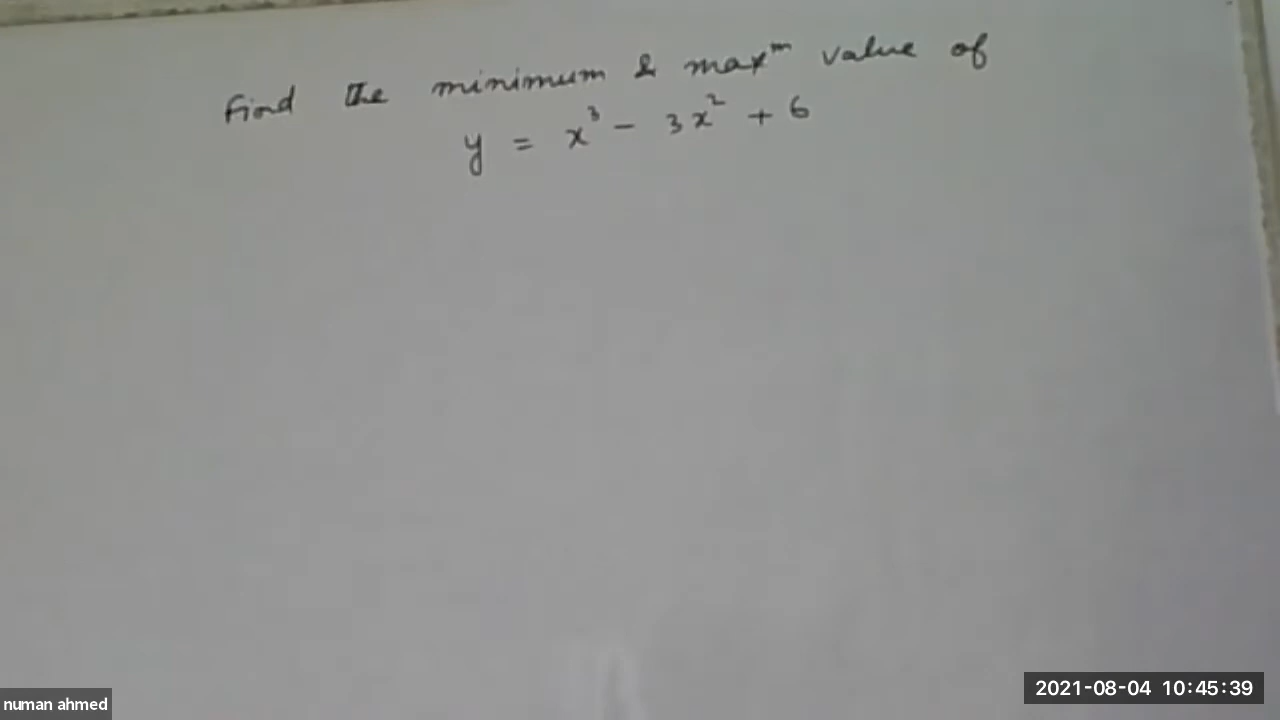 Find the minimum & maxᵐ value of
y = x³ - 3x² + 6
numan ahmed
2021-08-04 10:45:39